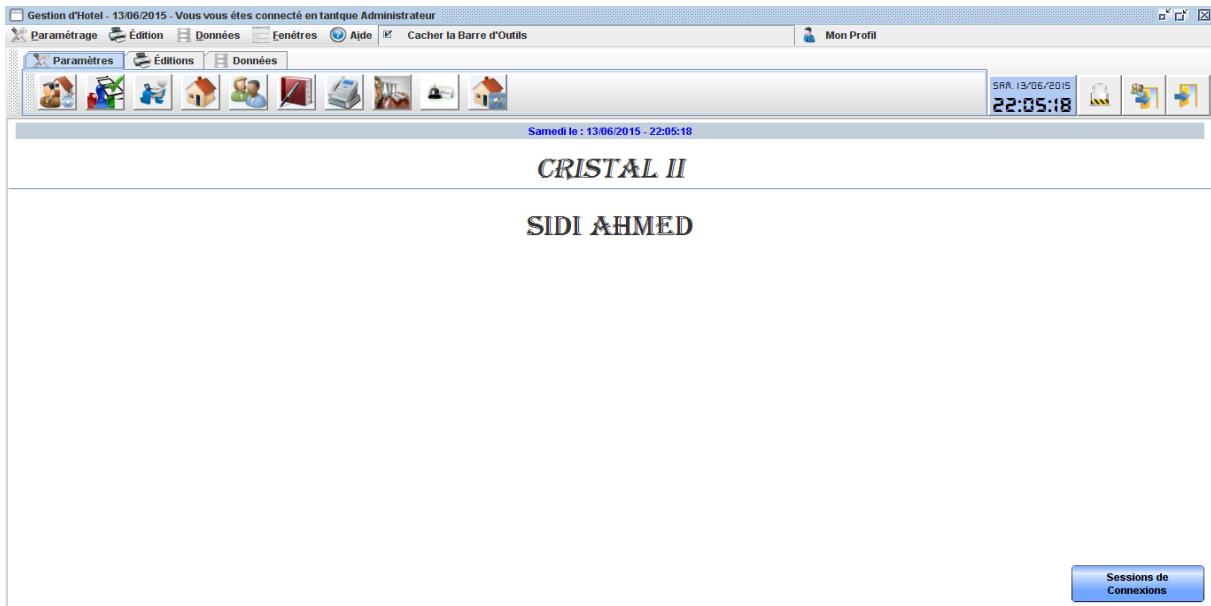 Gestion d'Hotel - 13/06/2015 - Vous vous êtes connecté en tantque Administrateur
Paramétrage Édition Données Fenêtres Aide Cacher la Barre d'Outils Mon Profil
Paramètres Éditions Données
SAM. 13/06/2015
22:05:18
Samedi le : 13/06/2015 - 22:05:18
CRISTAL II
SIDI AHMED
Sessions de
Connexions